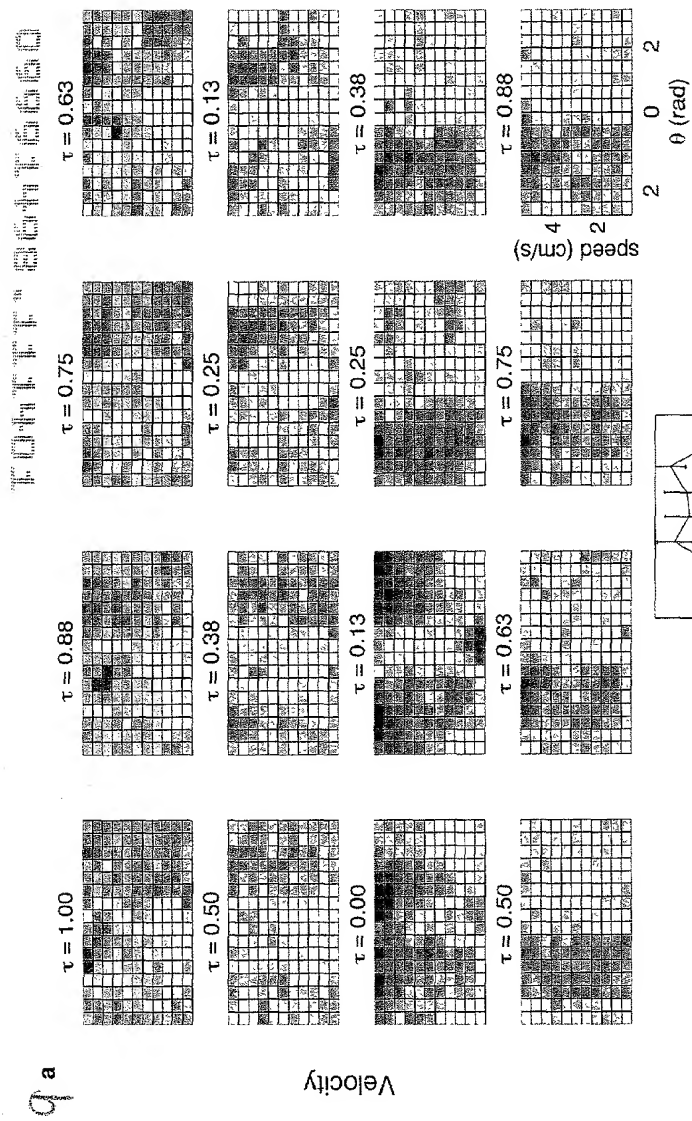 9 a
τ = 1.00 τ = 0.88 τ = 0.75 τ = 0.63
τ = 0.50 τ = 0.38 τ = 0.25 τ = 0.13
Velocity
τ = 0.00 τ = 0.13 τ = 0.25 τ = 0.38
τ = 0.50 τ = 0.63 τ = 0.75 τ = 0.88
speed (cm/s)
4
2
2 0 2
θ (rad)